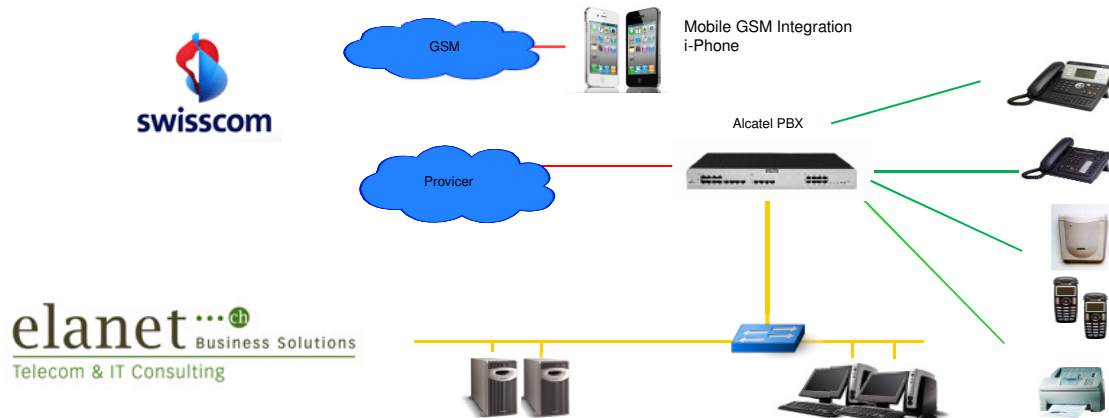 GSM
Mobile GSM Integration
i-Phone
swisscom
Alcatel PBX
Provicer
elanet ch
Business Solutions
Telecom & IT Consulting